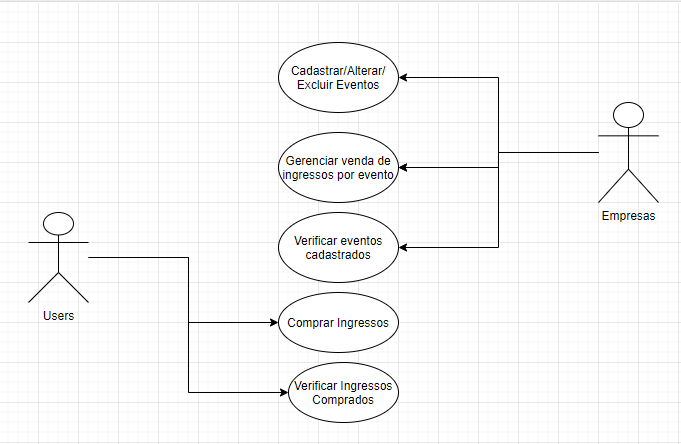 Cadastrar/Alterar/
Excluir Eventos
Gerenciar venda de
ingressos por evento
Empresas
Verificar eventos
cadastrados
Users
Comprar Ingressos
Verificar Ingressos
Comprados